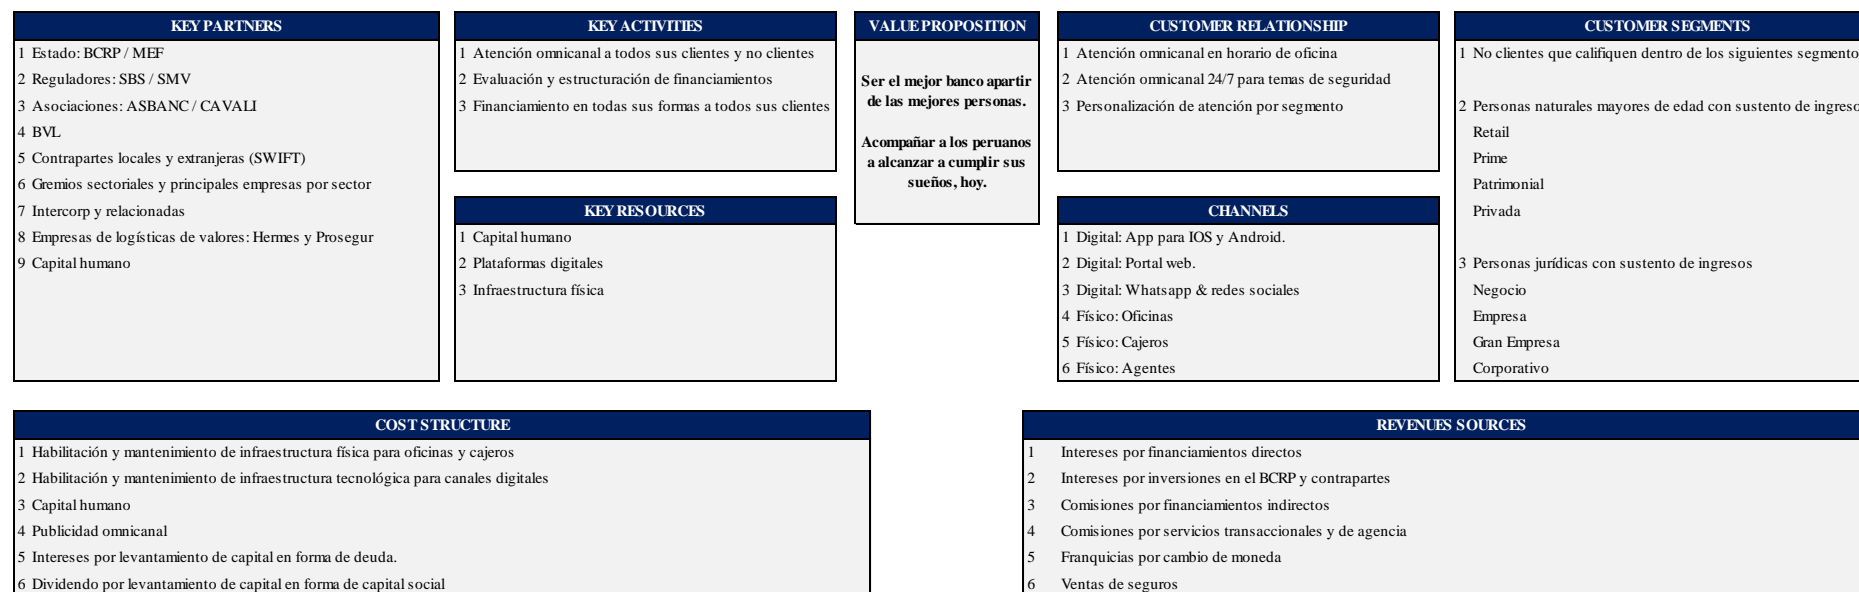 KEY PARTNERS
1 Estado: BCRP / MEF
2 Reguladores: SBS / SMV
3 Asociaciones: ASBANC / CAVALI
4 BVL
5 Contrapartes locales y extranjeras (SWIFT)
6 Gremios sectoriales y principales empresas por sector
7 Intercorp y relacionadas
8 Empresas de logísticas de valores: Hermes y Prosegur
9 Capital humano
KEY ACTIVITIES
1 Atención omnicanal a todos sus clientes y no clientes
2 Evaluación y estructuración de financiamientos
3 Financiamiento en todas sus formas a todos sus clientes
KEY RESOURCES
1 Capital humano
2 Plataformas digitales
3 Infraestructura física
VALUE PROPOSITION
Ser el mejor banco apartir
de las mejores personas.
Acompañar a los peruanos
a alcanzar a cumplir sus
sueños, hoy.
CUSTOMER RELATIONSHIP
1 Atención omnicanal en horario de oficina
2 Atención omnicanal 24/7 para temas de seguridad
3 Personalización de atención por segmento
CHANNELS
1 Digital: App para IOS y Android.
2 Digital: Portal web.
3 Digital: Whatsapp & redes sociales
4 Físico: Oficinas
5 Físico: Cajeros
6 Físico: Agentes
CUSTOMER SEGMENTS
1 No clientes que califiquen dentro de los siguientes segmento
2 Personas naturales mayores de edad con sustento de ingreso
Retail
Prime
Patrimonial
Privada
3 Personas jurídicas con sustento de ingresos
Negocio
Empresa
Gran Empresa
Corporativo
COST STRUCTURE
1 Habilitación y mantenimiento de infraestructura física para oficinas y cajeros
2 Habilitación y mantenimiento de infraestructura tecnológica para canales digitales
3 Capital humano
4 Publicidad omnicanal
5 Intereses por levantamiento de capital en forma de deuda.
6 Dividendo por levantamiento de capital en forma de capital social
REVENUES SOURCES
1 Intereses por financiamientos directos
2 Intereses por inversiones en el BCRP y contrapartes
3 Comisiones por financiamientos indirectos
4 Comisiones por servicios transaccionales y de agencia
5 Franquicias por cambio de moneda
6 Ventas de seguros